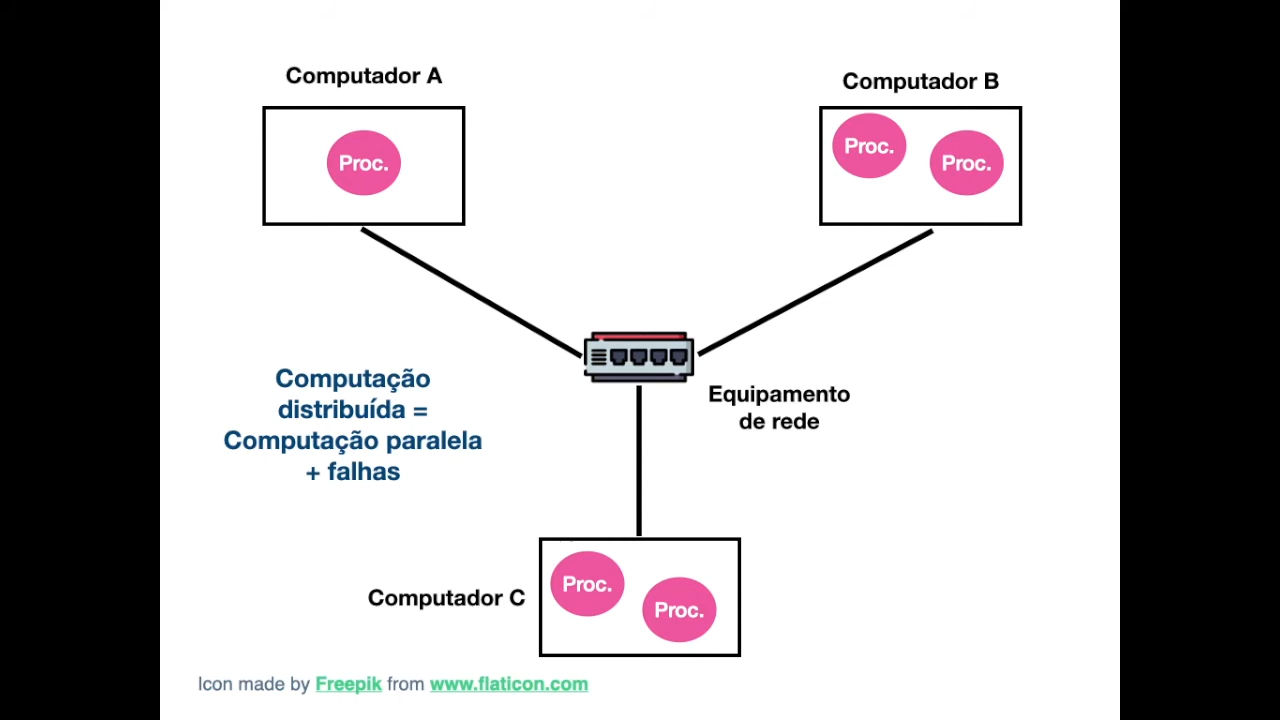 Computador A
Computador B
Proc.
Proc.
Proc.
Computação
distribuída =
Computação paralela
+ falhas
Equipamento
de rede
Computador C
Proc.
Proc.
Icon made by Freepik from www.flaticon.com